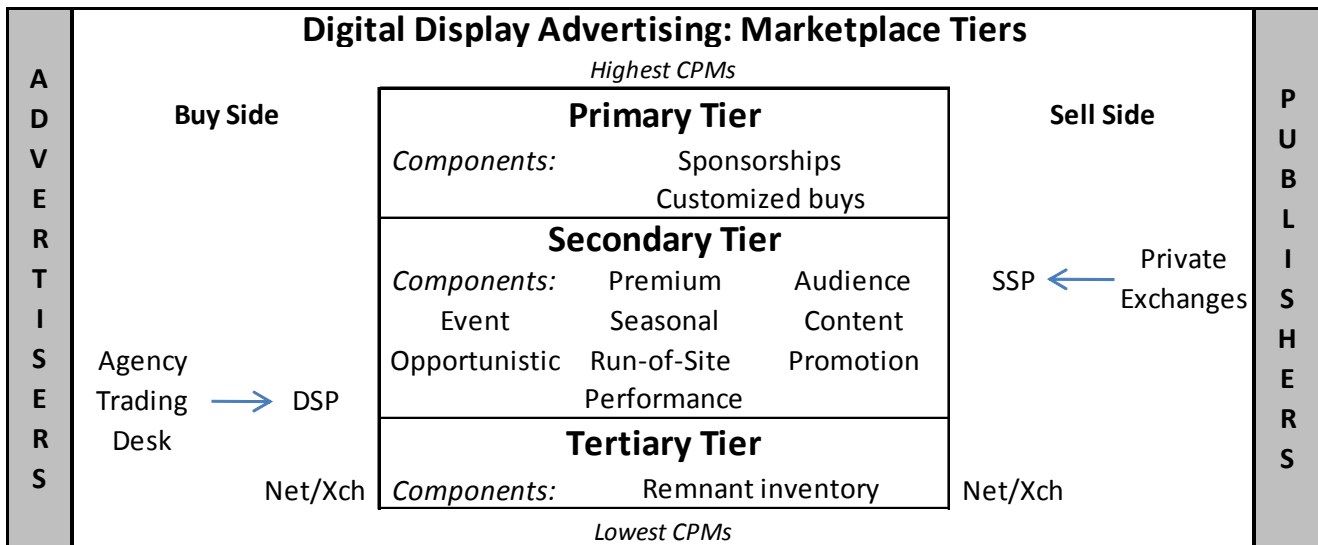 Digital Display Advertising: Marketplace Tiers
Highest CPMs
ADVERTISERS
Buy Side
Primary Tier
Components: Sponsorships
Customized buys
Sell Side
PUBLISHERS
Secondary Tier
Components: Premium Audience
Event Seasonal Content
Opportunistic Run-of-Site Promotion
Performance
Agency
Trading
Desk
DSP
SSP
Private
Exchanges
Tertiary Tier
Net/Xch
Components: Remnant inventory
Net/Xch
Lowest CPMs